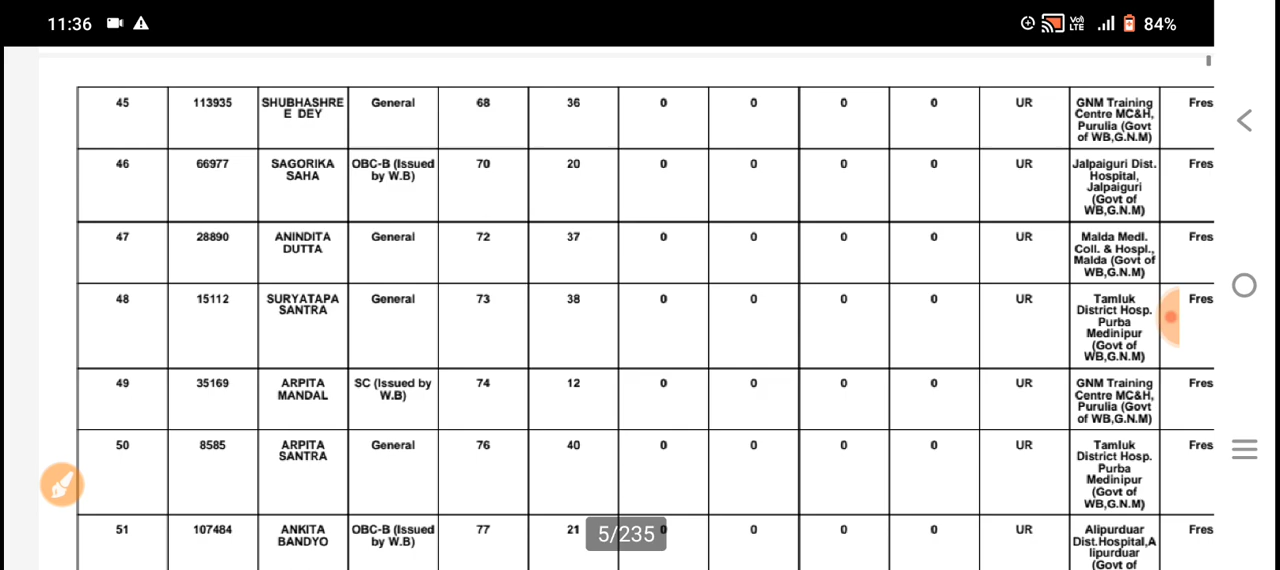 11:36 Vo) LTE 84%
45 113935 SHUBHASHRE General 68 36 0 0 0 0 UR GNM Training Fres
E DEY Centre MC&H,
Purulia (Govt
of WB,G.N.M)
46 66977 SAGORIKA OBC-B (Issued 70 20 0 0 0 0 UR Jalpaiguri Dist. Fres
SAHA by W.B) Hospital,
Jalpaiguri
(Govt of
WB,G.N.M)
47 28890 ANINDITA General 72 37 0 0 0 0 UR Malda Medl. Fres
DUTTA Coll. & Hospl.,
Malda (Govt of
WB,G.N.M)
48 15112 SURYATAPA General 73 38 0 0 0 0 UR Tamluk Fres
SANTRA District Hosp.
Purba
Medinipur
(Govt of
WB,G.N.M)
49 35169 ARPITA SC (Issued by 74 12 0 0 0 0 UR GNM Training Fres
MANDAL W.B) Centre MC&H,
Purulia (Govt
of WB,G.N.M)
50 8585 ARPITA General 76 40 0 0 0 0 UR Tamluk Fres
SANTRA District Hosp.
Purba
Medinipur
(Govt of
WB,G.N.M)
51 107484 ANKITA OBC-B (Issued 77 21 0 0 0 0 UR Alipurduar Fres
BANDYO by W.B) Dist.Hospital,A
lipurduar
(Govt of
5/235